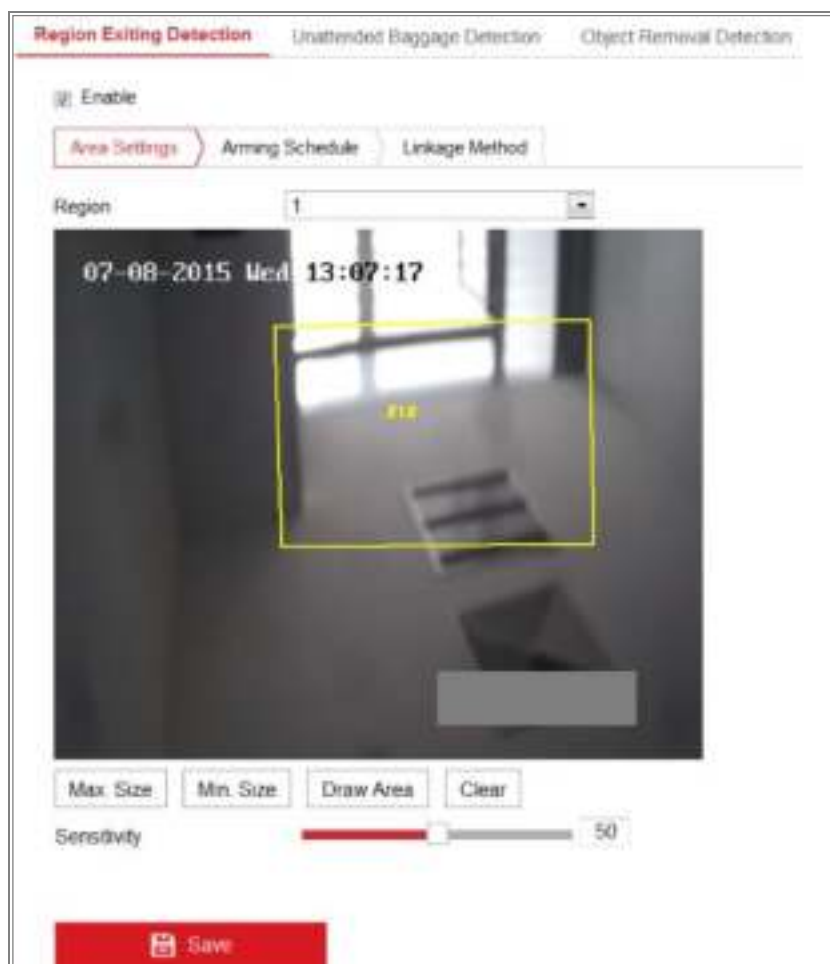 Region Exiting Detection Unattended Baggage Detection Object Removal Detection
Enable
Area Settings Arming Schedule Linkage Method
Region 1
07-08-2015 Wed 13:07:17
#1#
Max. Size Min. Size Draw Area Clear
Sensitivity 50
Save